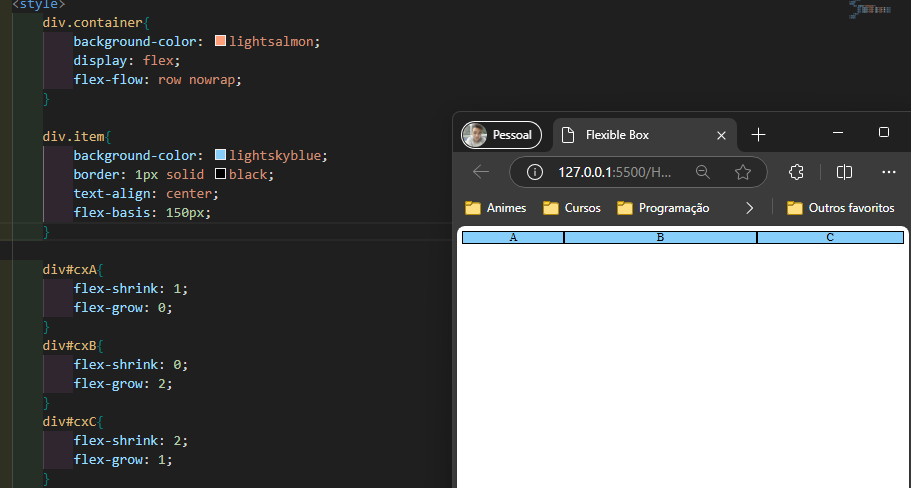 <style>
div.container{
background-color: lightsalmon;
display: flex;
flex-flow: row nowrap;
}
div.item{
background-color: lightskyblue;
border: 1px solid black;
text-align: center;
flex-basis: 150px;
}
div#cxA{
flex-shrink: 1;
flex-grow: 0;
}
div#cxB{
flex-shrink: 0;
flex-grow: 2;
}
div#cxC{
flex-shrink: 2;
flex-grow: 1;
}
Pessoal Flexible Box
127.0.0.1:5500/H...
Animes Cursos Programação Outros favoritos
A B C